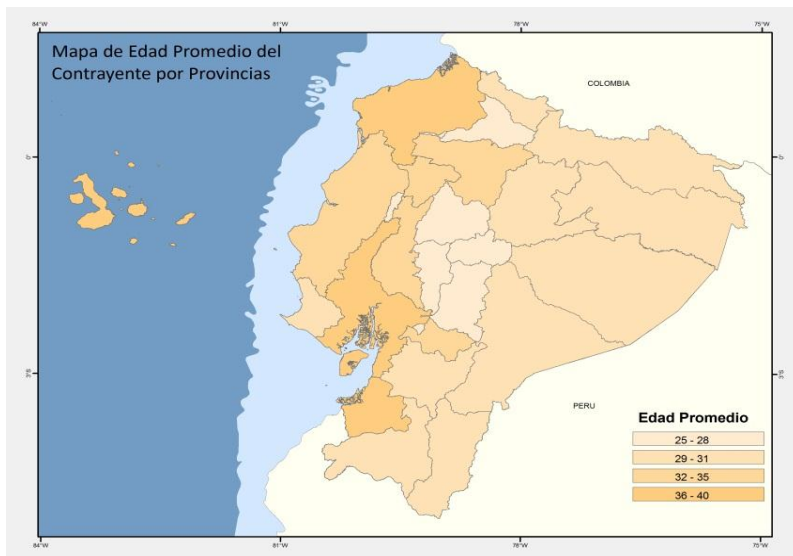 84°W 81°W 78°W 75°W
Mapa de Edad Promedio del
Contrayente por Provincias
COLOMBIA
0° 0°
3°S 3°S
PERU
Edad Promedio
25 - 28
29 - 31
32 - 35
36 - 40
84°W 81°W 78°W 75°W